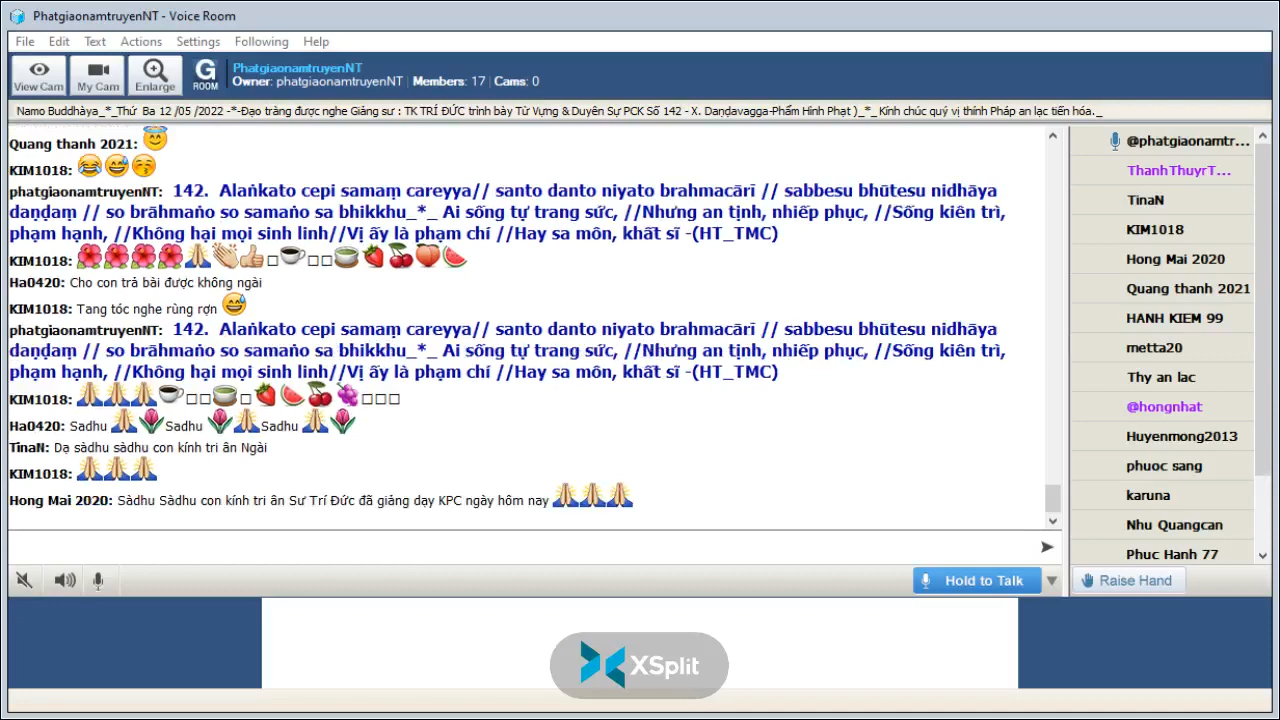 PhatgiaonamtruyenNT - Voice Room
File Edit Text Actions Settings Following Help
View Cam My Cam Enlarge G ROOM
PhatgiaonamtruyenNT
Owner: phatgiaonamtruyenNT | Members: 17 | Cams: 0
Namo Buddhàya_*_Thứ Ba 12 /05 /2022 -*-Đạo tràng được nghe Giảng sư : TK TRÍ ĐỨC trình bày Từ Vựng & Duyên Sự PCK Số 142 - X. Daṇḍavagga-Phẩm Hình Phạt )_*_ Kính chúc quý vị thính Pháp an lạc tiến hóa._
Quang thanh 2021:
KIM1018:
phatgiaonamtruyenNT: 142. Alaṅkato cepi samaṃ careyya// santo danto niyato brahmacārī // sabbesu bhūtesu nidhāya
daṇḍaṃ // so brāhmaṅo so samaṅo sa bhikkhu_*_ Ai sống tự trang sức, //Nhưng an tịnh, nhiếp phục, //Sống kiên trì,
phạm hạnh, //Không hại mọi sinh linh//Vị ấy là phạm chí //Hay sa môn, khất sĩ -(HT_TMC)
KIM1018:
Ha0420: Cho con trả bài được không ngài
KIM1018: Tang tóc nghe rùng rợn
phatgiaonamtruyenNT: 142. Alaṅkato cepi samaṃ careyya// santo danto niyato brahmacārī // sabbesu bhūtesu nidhāya
daṇḍaṃ // so brāhmaṅo so samaṅo sa bhikkhu_*_ Ai sống tự trang sức, //Nhưng an tịnh, nhiếp phục, //Sống kiên trì,
phạm hạnh, //Không hại mọi sinh linh//Vị ấy là phạm chí //Hay sa môn, khất sĩ -(HT_TMC)
KIM1018:
Ha0420: Sadhu Sadhu Sadhu
TinaN: Dạ sàdhu sàdhu con kính tri ân Ngài
KIM1018:
Hong Mai 2020: Sàdhu Sàdhu con kính tri ân Sư Trí Đức đã giảng dạy KPC ngày hôm nay
@phatgiaonamtr...
ThanhThuyrT...
TinaN
KIM1018
Hong Mai 2020
Quang thanh 2021
HANH KIEM 99
metta20
Thy an lac
@hongnhat
Huyenmong2013
phuoc sang
karuna
Nhu Quangcan
Phuc Hanh 77
Hold to Talk
Raise Hand
XSplit